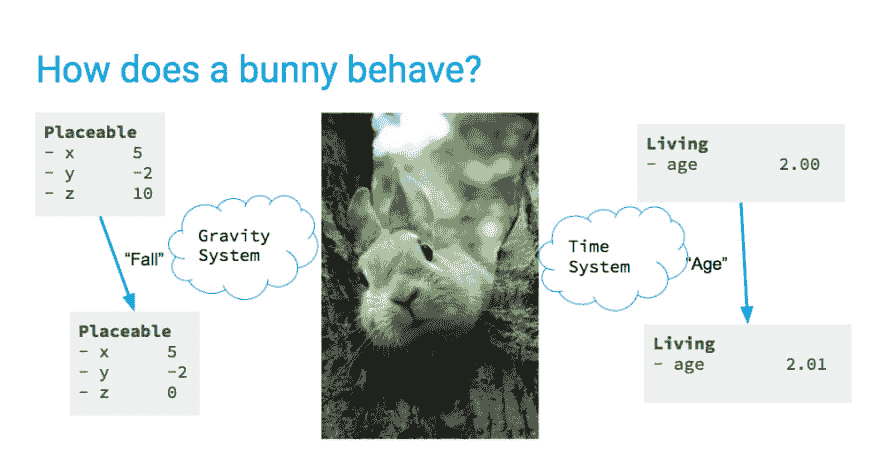 How does a bunny behave?
Placeable
- x 5
- y -2
- z 10
Gravity
System
“Fall”
Placeable
- x 5
- y -2
- z 0
Living
- age 2.00
Time
System
“Age”
Living
- age 2.01